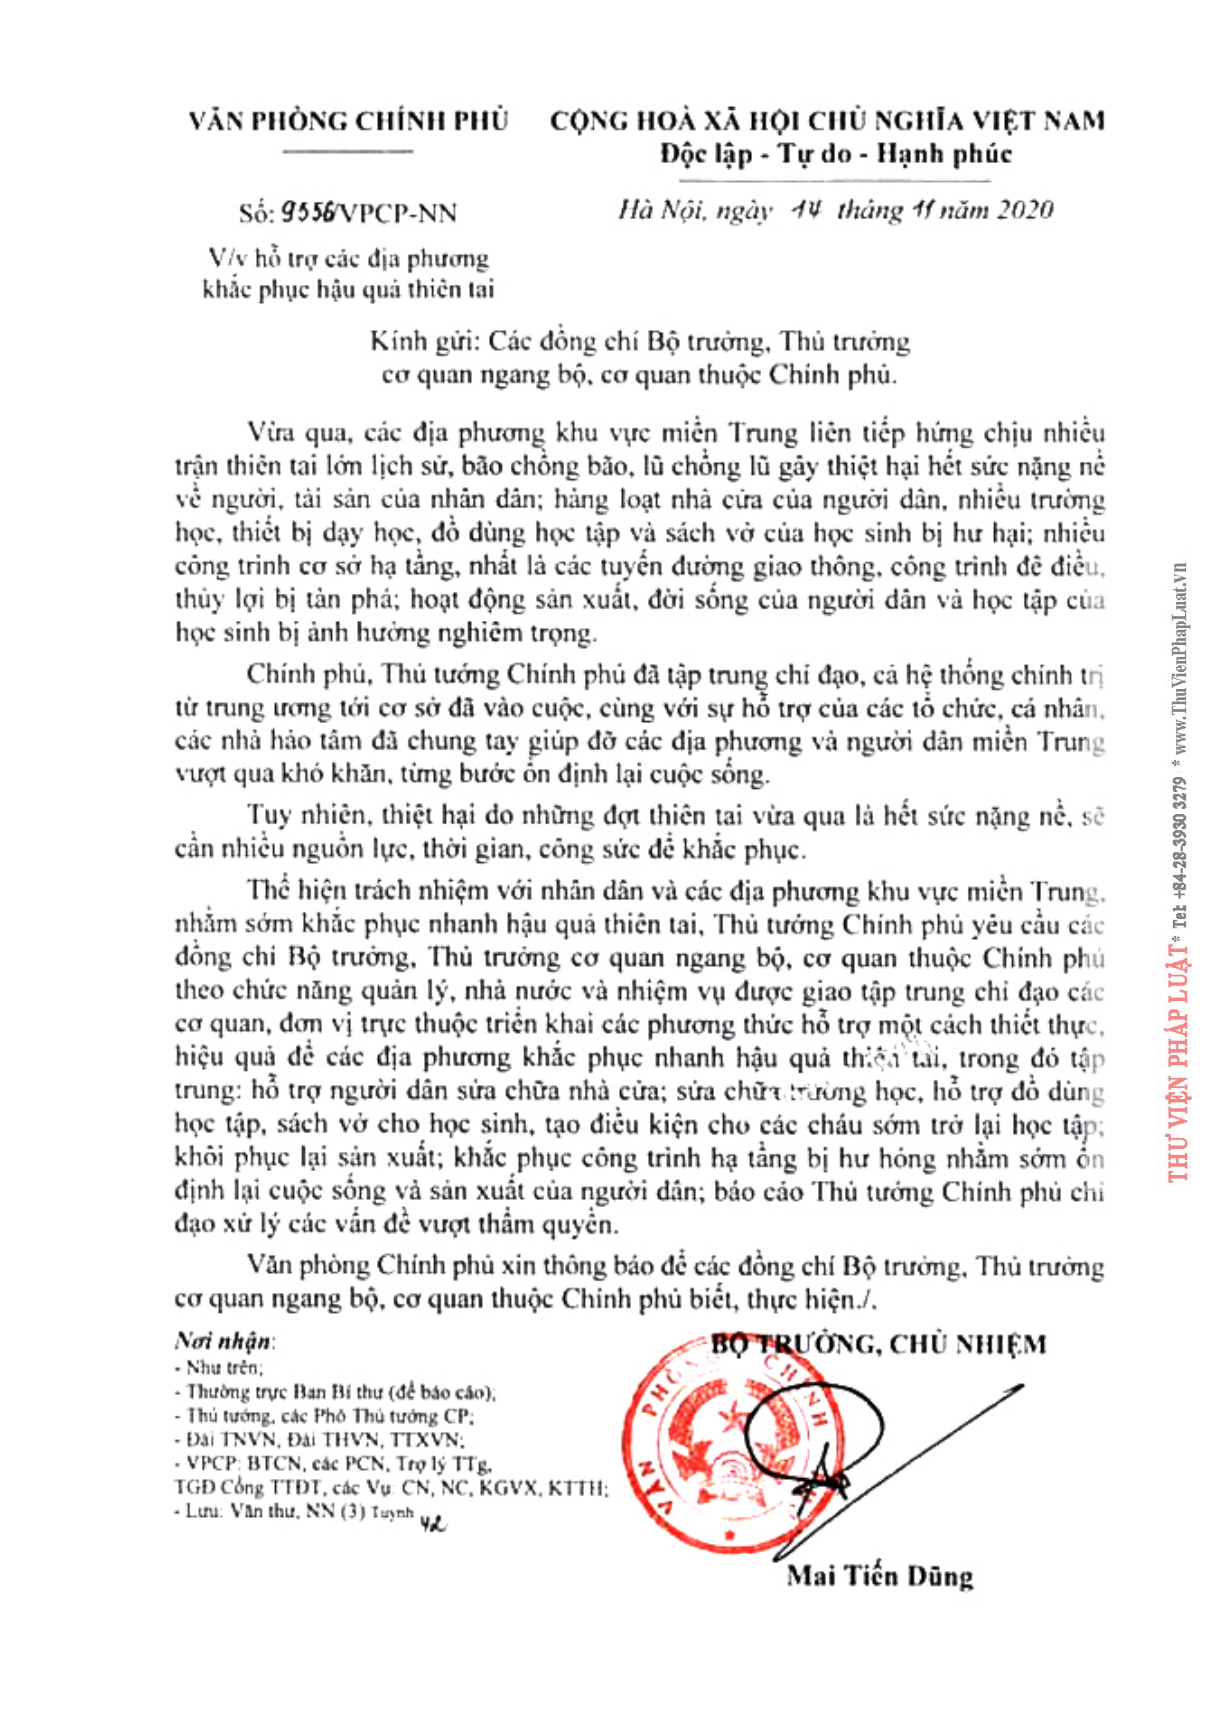 VĂN PHÒNG CHÍNH PHỦ
CỘNG HOÀ XÃ HỘI CHỦ NGHĨA VIỆT NAM
Độc lập - Tự do - Hạnh phúc
Số: 9556/VPCP-NN
Hà Nội, ngày 14 tháng 11 năm 2020
V/v hỗ trợ các địa phương
khắc phục hậu quả thiên tai
Kính gửi: Các đồng chí Bộ trưởng, Thủ trưởng
cơ quan ngang bộ, cơ quan thuộc Chính phủ.
Vừa qua, các địa phương khu vực miền Trung liên tiếp hứng chịu nhiều
trận thiên tai lớn lịch sử, bão chồng bão, lũ chồng lũ gây thiệt hại hết sức nặng nề
về người, tài sản của nhân dân; hàng loạt nhà cửa của người dân, nhiều trường
học, thiết bị dạy học, đồ dùng học tập và sách vở của học sinh bị hư hại; nhiều
công trình cơ sở hạ tầng, nhất là các tuyến đường giao thông, công trình đê điều,
thủy lợi bị tàn phá; hoạt động sản xuất, đời sống của người dân và học tập của
học sinh bị ảnh hưởng nghiêm trọng.
Chính phủ, Thủ tướng Chính phủ đã tập trung chỉ đạo, cả hệ thống chính trị
từ trung ương tới cơ sở đã vào cuộc, cùng với sự hỗ trợ của các tổ chức, cá nhân,
các nhà hảo tâm đã chung tay giúp đỡ các địa phương và người dân miền Trung
vượt qua khó khăn, từng bước ổn định lại cuộc sống.
Tuy nhiên, thiệt hại do những đợt thiên tai vừa qua là hết sức nặng nề, sẽ
cần nhiều nguồn lực, thời gian, công sức để khắc phục.
Thể hiện trách nhiệm với nhân dân và các địa phương khu vực miền Trung,
nhằm sớm khắc phục nhanh hậu quả thiên tai, Thủ tướng Chính phủ yêu cầu các
đồng chí Bộ trưởng, Thủ trưởng cơ quan ngang bộ, cơ quan thuộc Chính phủ
theo chức năng quản lý, nhà nước và nhiệm vụ được giao tập trung chỉ đạo các
cơ quan, đơn vị trực thuộc triển khai các phương thức hỗ trợ một cách thiết thực,
hiệu quả để các địa phương khắc phục nhanh hậu quả thiên tai, trong đó tập
trung: hỗ trợ người dân sửa chữa nhà cửa; sửa chữa trường học, hỗ trợ đồ dùng
học tập, sách vở cho học sinh, tạo điều kiện cho các cháu sớm trở lại học tập;
khôi phục lại sản xuất; khắc phục công trình hạ tầng bị hư hỏng nhằm sớm ổn
định lại cuộc sống và sản xuất của người dân; báo cáo Thủ tướng Chính phủ chỉ
đạo xử lý các vấn đề vượt thẩm quyền.
Văn phòng Chính phủ xin thông báo để các đồng chí Bộ trưởng, Thủ trưởng
cơ quan ngang bộ, cơ quan thuộc Chính phủ biết, thực hiện./.
Nơi nhận:
- Như trên;
- Thường trực Ban Bí thư (để báo cáo);
- Thủ tướng, các Phó Thủ tướng CP;
- Đài TNVN, Đài THVN, TTXVN;
- VPCP: BTCN, các PCN, Trợ lý TTg,
TGĐ Cổng TTĐT, các Vụ: CN, NC, KGVX, KTTH;
- Lưu: Văn thư, NN (3) Tuynh 42
BỘ TRƯỞNG, CHỦ NHIỆM
VĂN PHÒNG CHÍNH PHỦ
Mai Tiến Dũng
THƯ VIỆN PHÁP LUẬT * Tel: +84-28-3930 3279 * www.ThuVienPhapLuat.vn